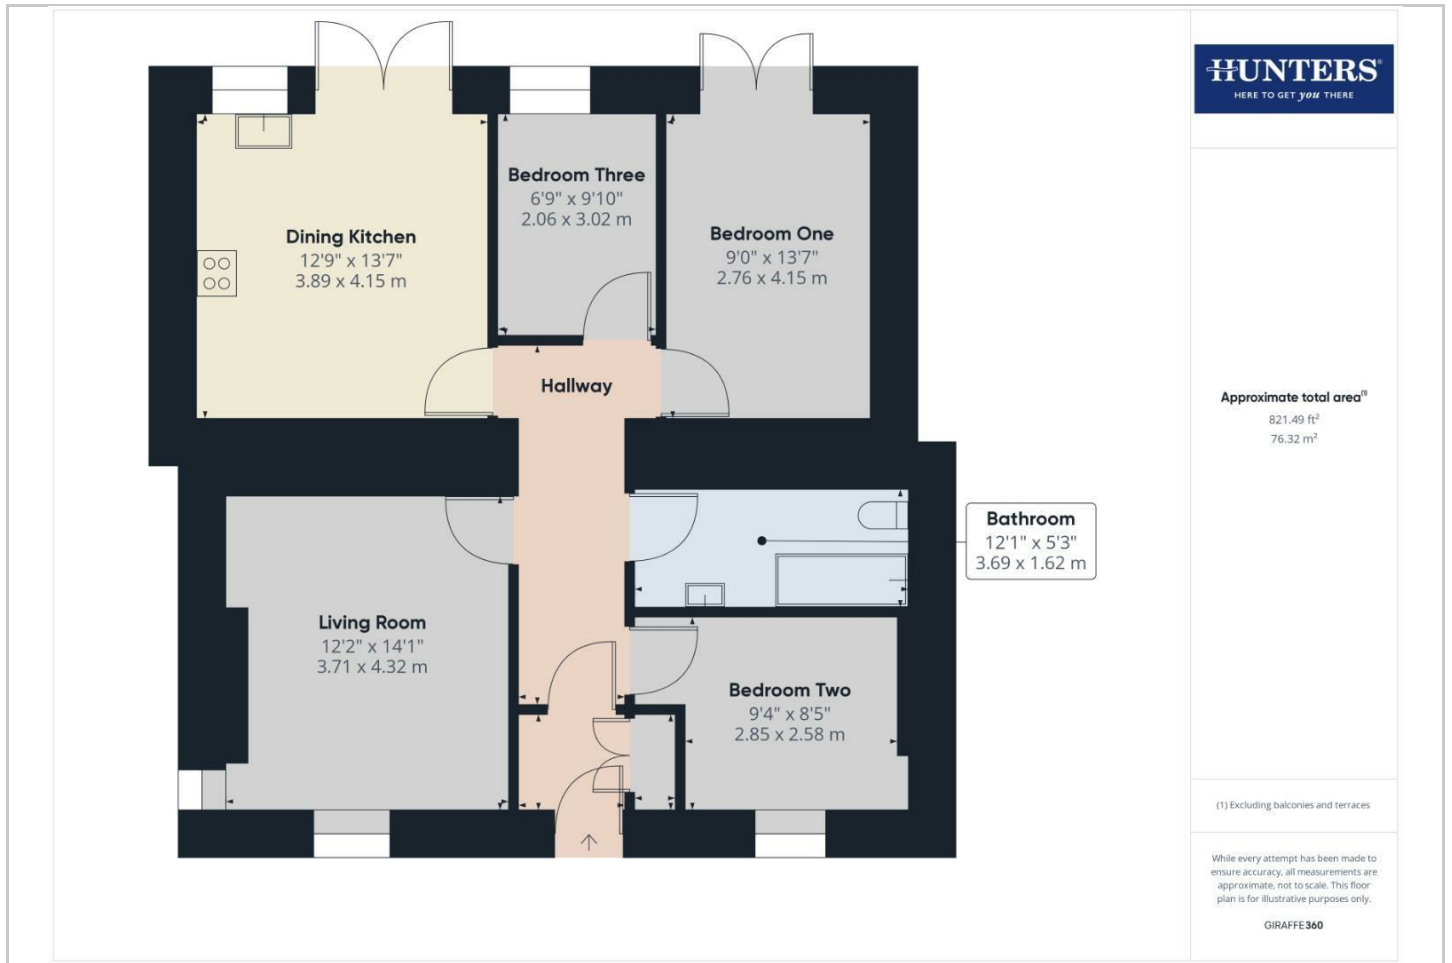 Dining Kitchen
12'9" x 13'7"
3.89 x 4.15 m
Bedroom Three
6'9" x 9'10"
2.06 x 3.02 m
Bedroom One
9'0" x 13'7"
2.76 x 4.15 m
Hallway
Living Room
12'2" x 14'1"
3.71 x 4.32 m
Bathroom
12'1" x 5'3"
3.69 x 1.62 m
Bedroom Two
9'4" x 8'5"
2.85 x 2.58 m
HUNTERS®
HERE TO GET you THERE
Approximate total area(1)
821.49 ft²
76.32 m²
(1) Excluding balconies and terraces
While every attempt has been made to
ensure accuracy, all measurements are
approximate, not to scale. This floor
plan is for illustrative purposes only.
GIRAFFE360